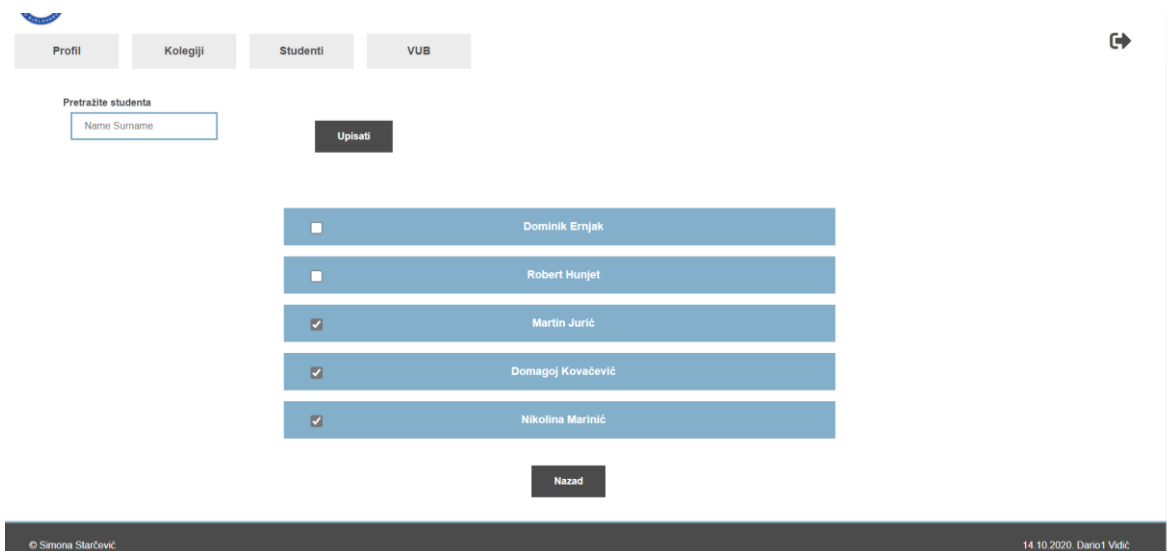 Profil
Kolegiji
Studenti
VUB
Pretražite studenta
Name Surname
Upisati
Dominik Ernjak
Robert Hunjet
Martin Jurić
Domagoj Kovačević
Nikolina Marinić
Nazad
© Simona Starčević
14.10.2020. Dario1 Vidić